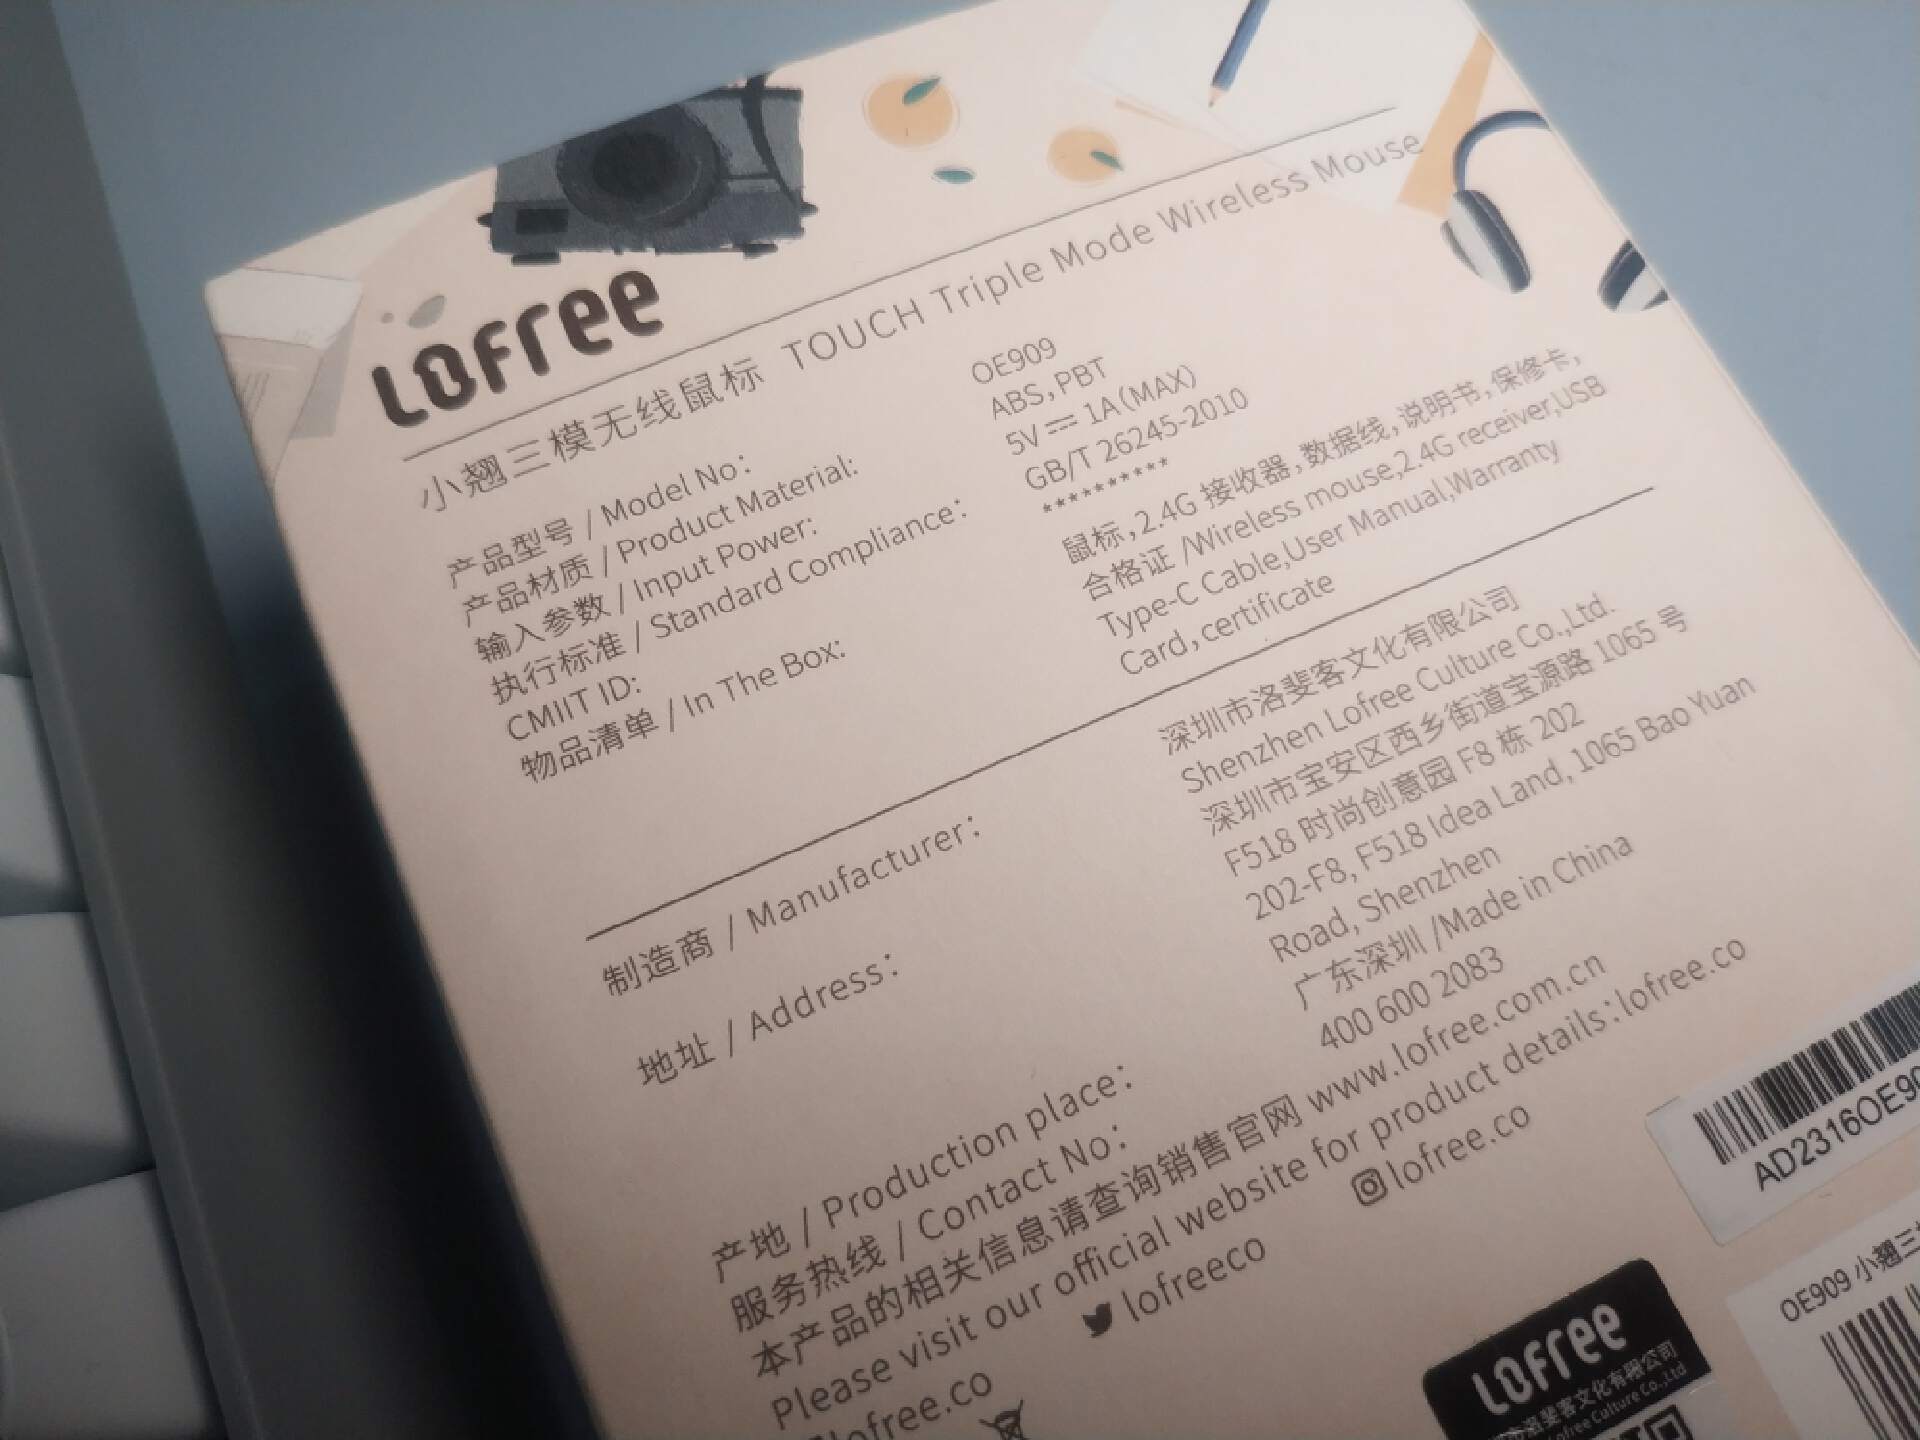 LOFREE
小翘三模无线鼠标 TOUCH Triple Mode Wireless Mouse
产品型号 / Model No: OE909
产品材质 / Product Material: ABS,PBT
输入参数 / Input Power: 5V⎓1A(MAX)
执行标准 / Standard Compliance: GB/T 26245-2010
CMIIT ID: **********
物品清单 / In The Box: 鼠标,2.4G 接收器,数据线,说明书,保修卡,
合格证 /Wireless mouse,2.4G receiver,USB
Type-C Cable,User Manual,Warranty
Card,certificate
制造商 / Manufacturer: 深圳市洛斐客文化有限公司
Shenzhen Lofree Culture Co.,Ltd.
地址 / Address: 深圳市宝安区西乡街道宝源路 1065 号
F518 时尚创意园 F8 栋 202
202-F8, F518 Idea Land, 1065 Bao Yuan
Road, Shenzhen
产地 / Production place: 广东深圳 /Made in China
服务热线 / Contact No: 400 600 2083
本产品的相关信息请查询销售官网 www.lofree.com.cn
Please visit our official website for product details:lofree.co
lofree.co lofreeco lofree.co
AD2316OE90
OE909 小翘三
LOFREE
洛斐客文化有限公司
Lofree Culture Co.,Ltd